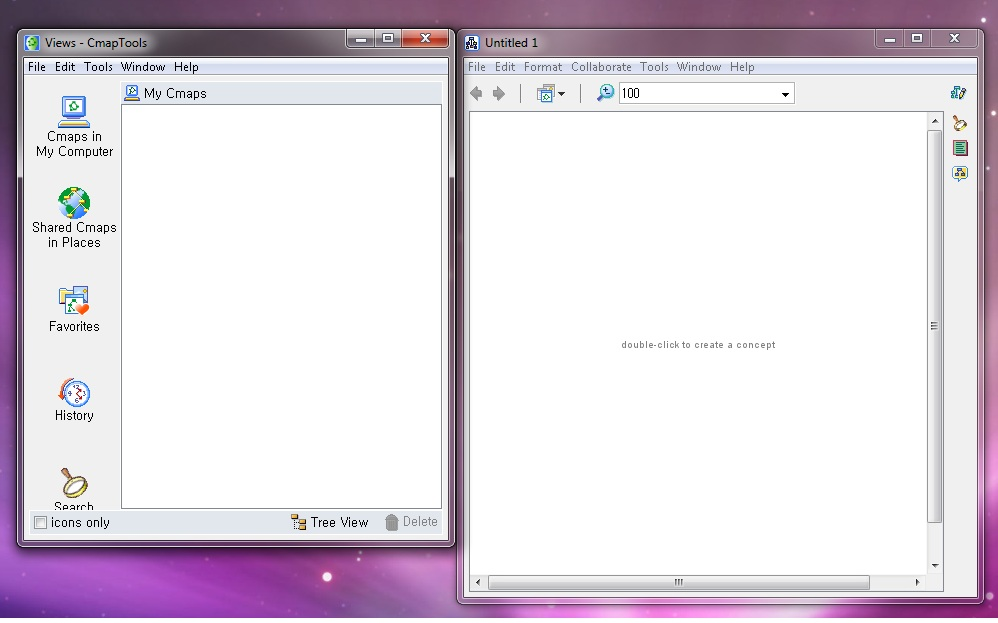 Views - CmapTools
File Edit Tools Window Help
My Cmaps
Cmaps in
My Computer
Shared Cmaps
in Places
Favorites
History
Search
icons only
Tree View
Delete
Untitled 1
File Edit Format Collaborate Tools Window Help
100
double-click to create a concept